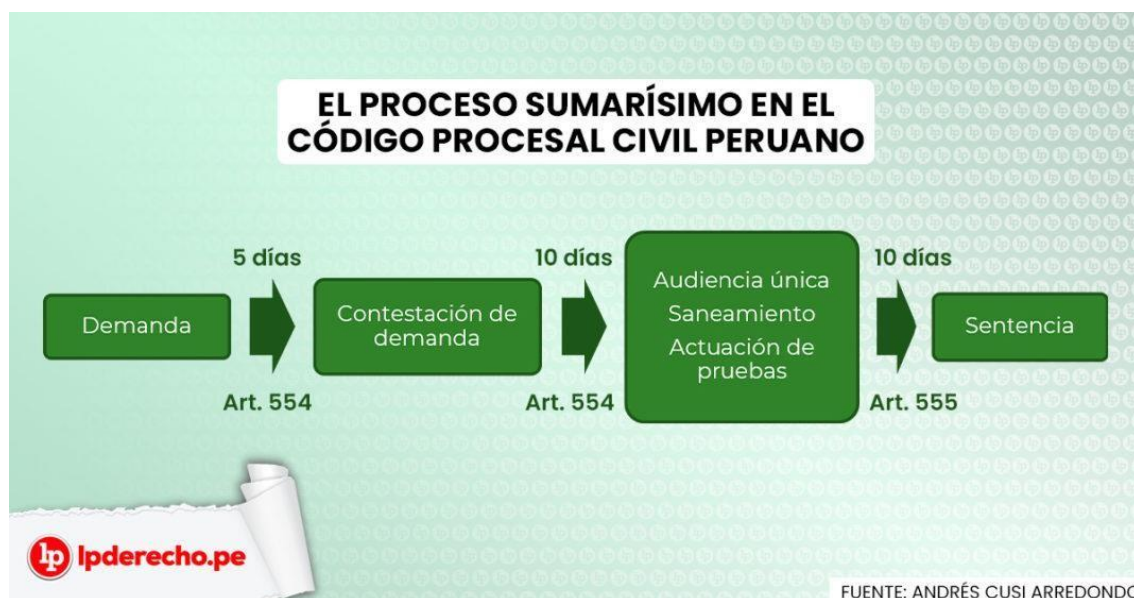 EL PROCESO SUMARÍSIMO EN EL
CÓDIGO PROCESAL CIVIL PERUANO
Demanda
5 días
Art. 554
Contestación de
demanda
10 días
Art. 554
Audiencia única
Saneamiento
Actuación de
pruebas
10 días
Art. 555
Sentencia
lp lpderecho.pe
FUENTE: ANDRÉS CUSI ARREDONDO